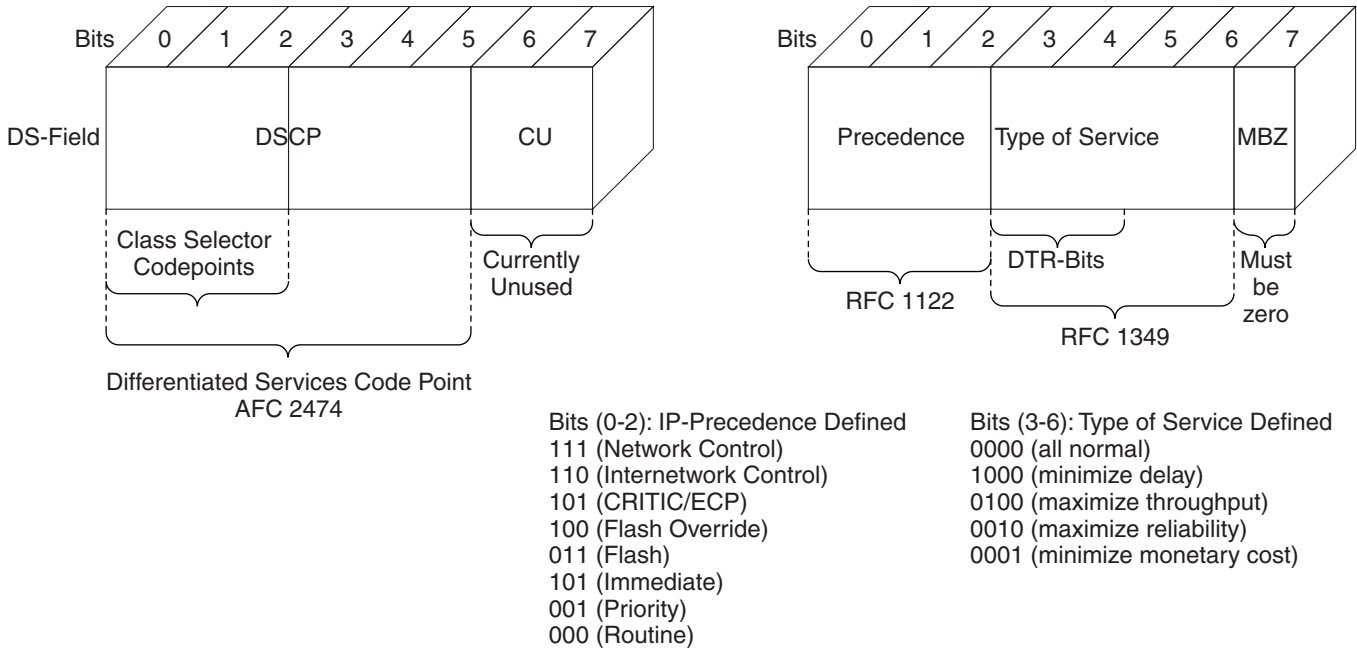 Bits 0 1 2 3 4 5 6 7
DS-Field
DSCP
CU
Class Selector
Codepoints
Currently
Unused
Differentiated Services Code Point
AFC 2474
Bits 0 1 2 3 4 5 6 7
Precedence
Type of Service
MBZ
DTR-Bits
Must
be
zero
RFC 1122
RFC 1349
Bits (0-2): IP-Precedence Defined
111 (Network Control)
110 (Internetwork Control)
101 (CRITIC/ECP)
100 (Flash Override)
011 (Flash)
101 (Immediate)
001 (Priority)
000 (Routine)
Bits (3-6): Type of Service Defined
0000 (all normal)
1000 (minimize delay)
0100 (maximize throughput)
0010 (maximize reliability)
0001 (minimize monetary cost)